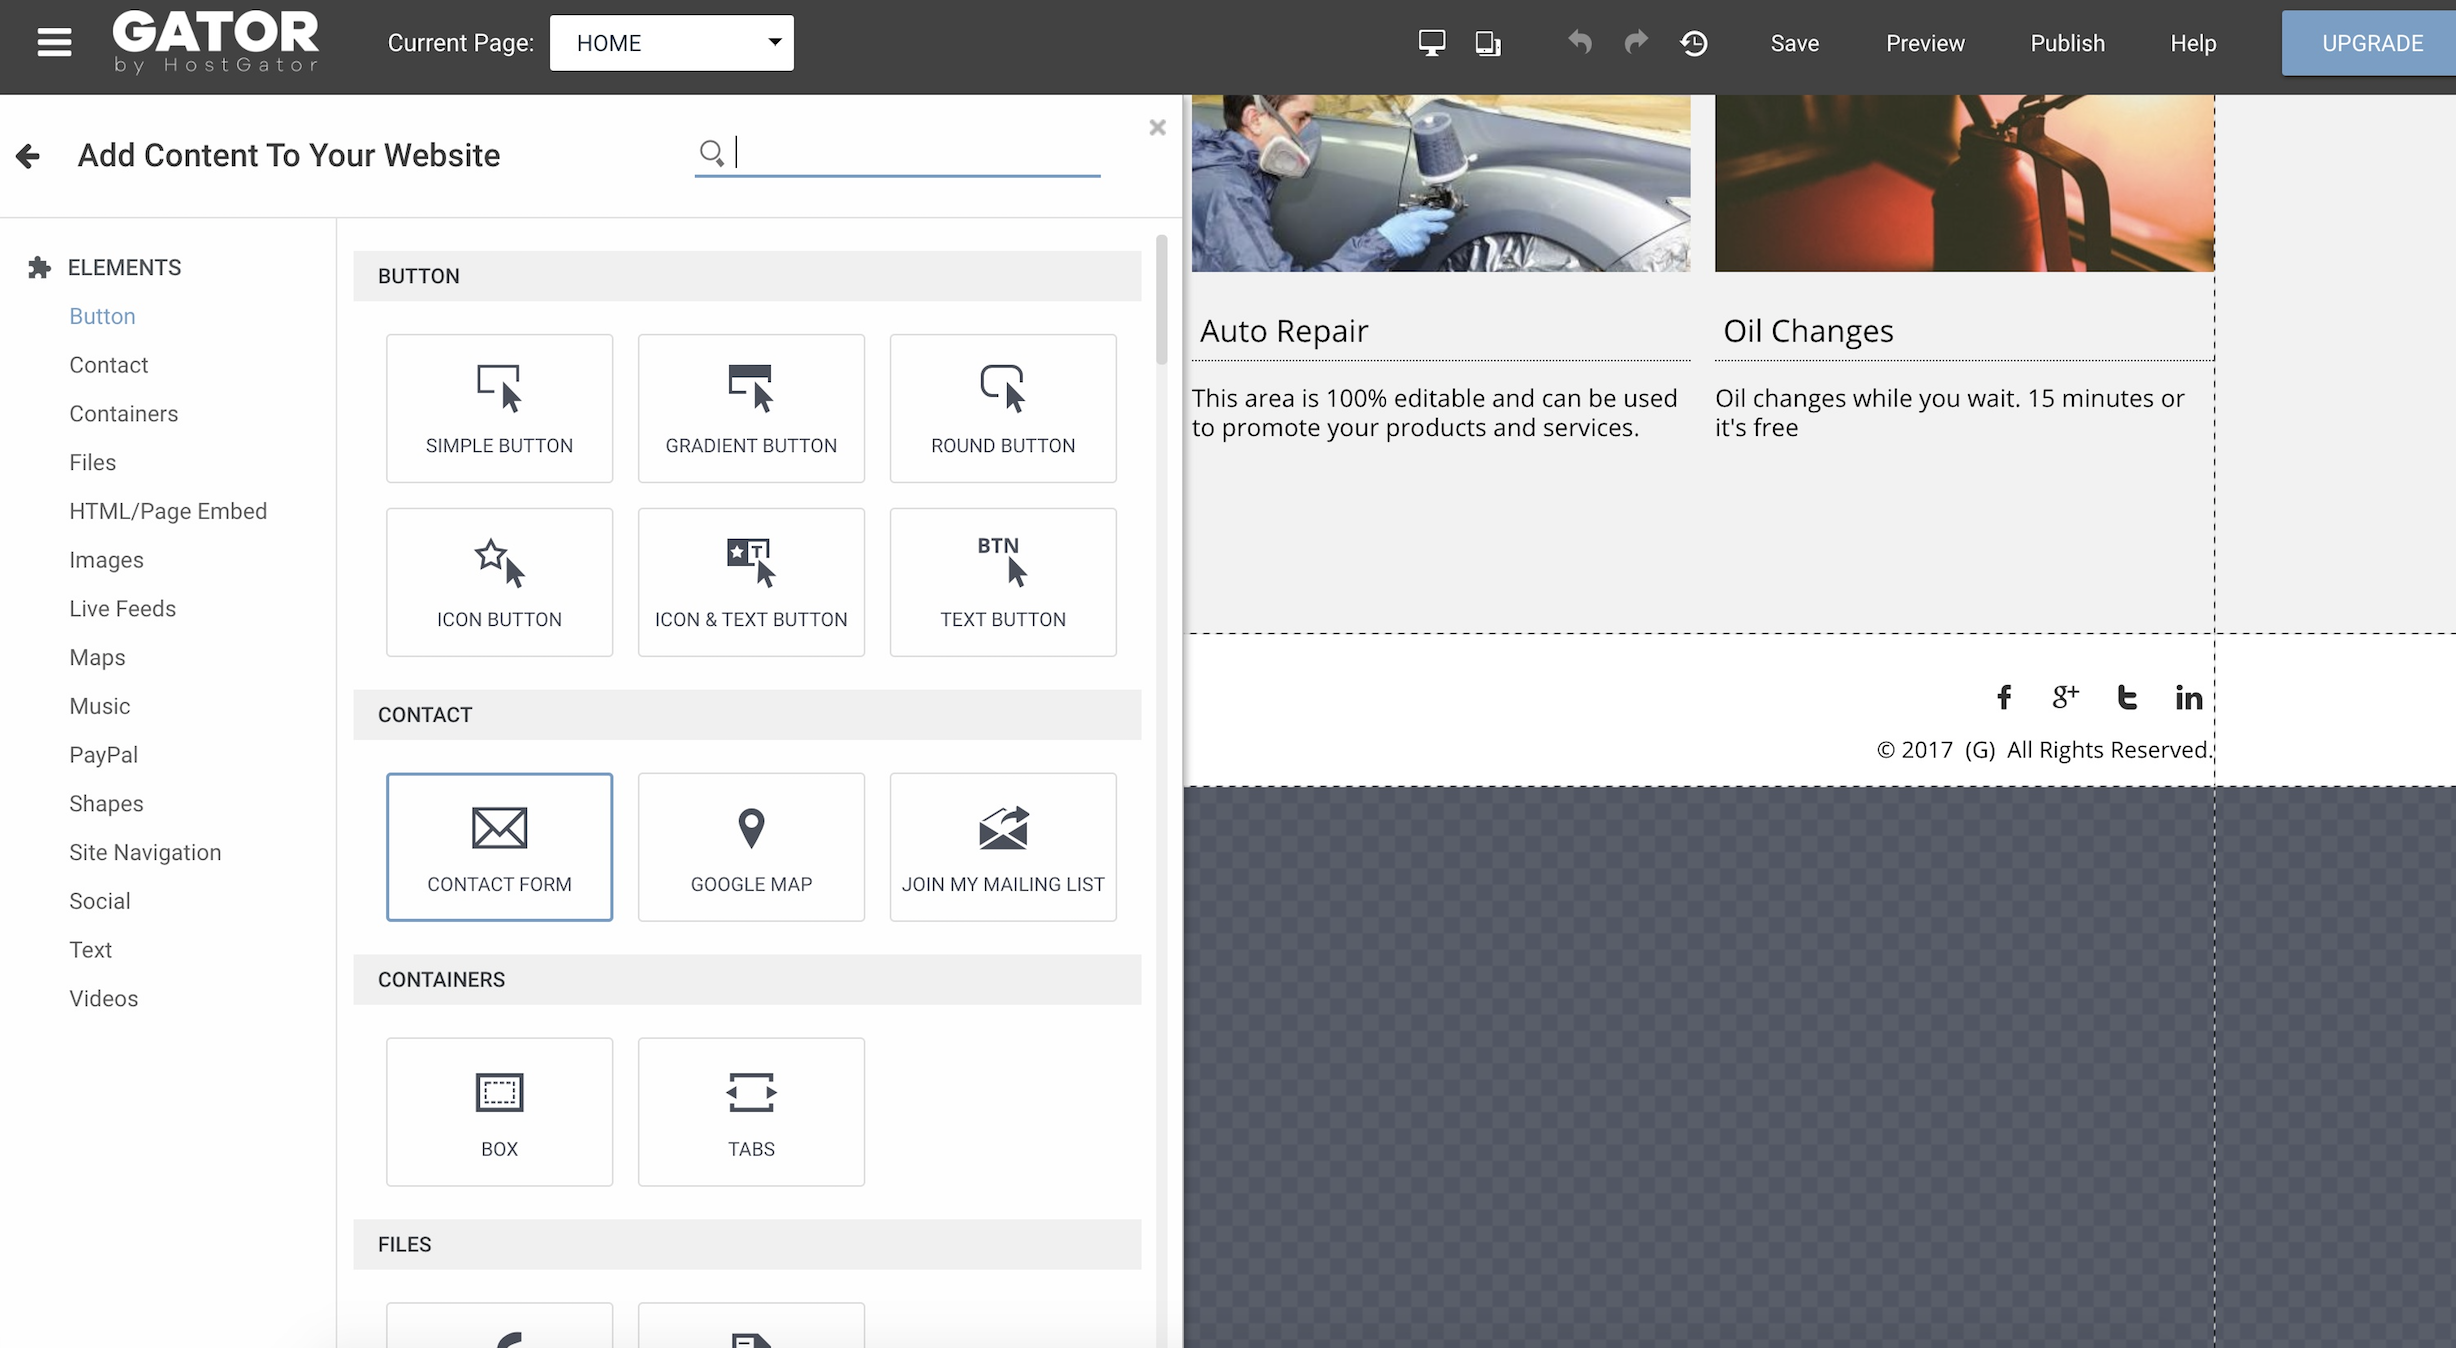 GATOR
by HostGator
Current Page:
HOME
Save
Preview
Publish
Help
UPGRADE
Add Content To Your Website
ELEMENTS
Button
Contact
Containers
Files
HTML/Page Embed
Images
Live Feeds
Maps
Music
PayPal
Shapes
Site Navigation
Social
Text
Videos
BUTTON
SIMPLE BUTTON
GRADIENT BUTTON
ROUND BUTTON
T
BTN
ICON BUTTON
ICON & TEXT BUTTON
TEXT BUTTON
CONTACT
CONTACT FORM
GOOGLE MAP
JOIN MY MAILING LIST
CONTAINERS
BOX
TABS
FILES
Auto Repair
This area is 100% editable and can be used
to promote your products and services.
Oil Changes
Oil changes while you wait. 15 minutes or
it's free
f g+ t in
© 2017 (G) All Rights Reserved.